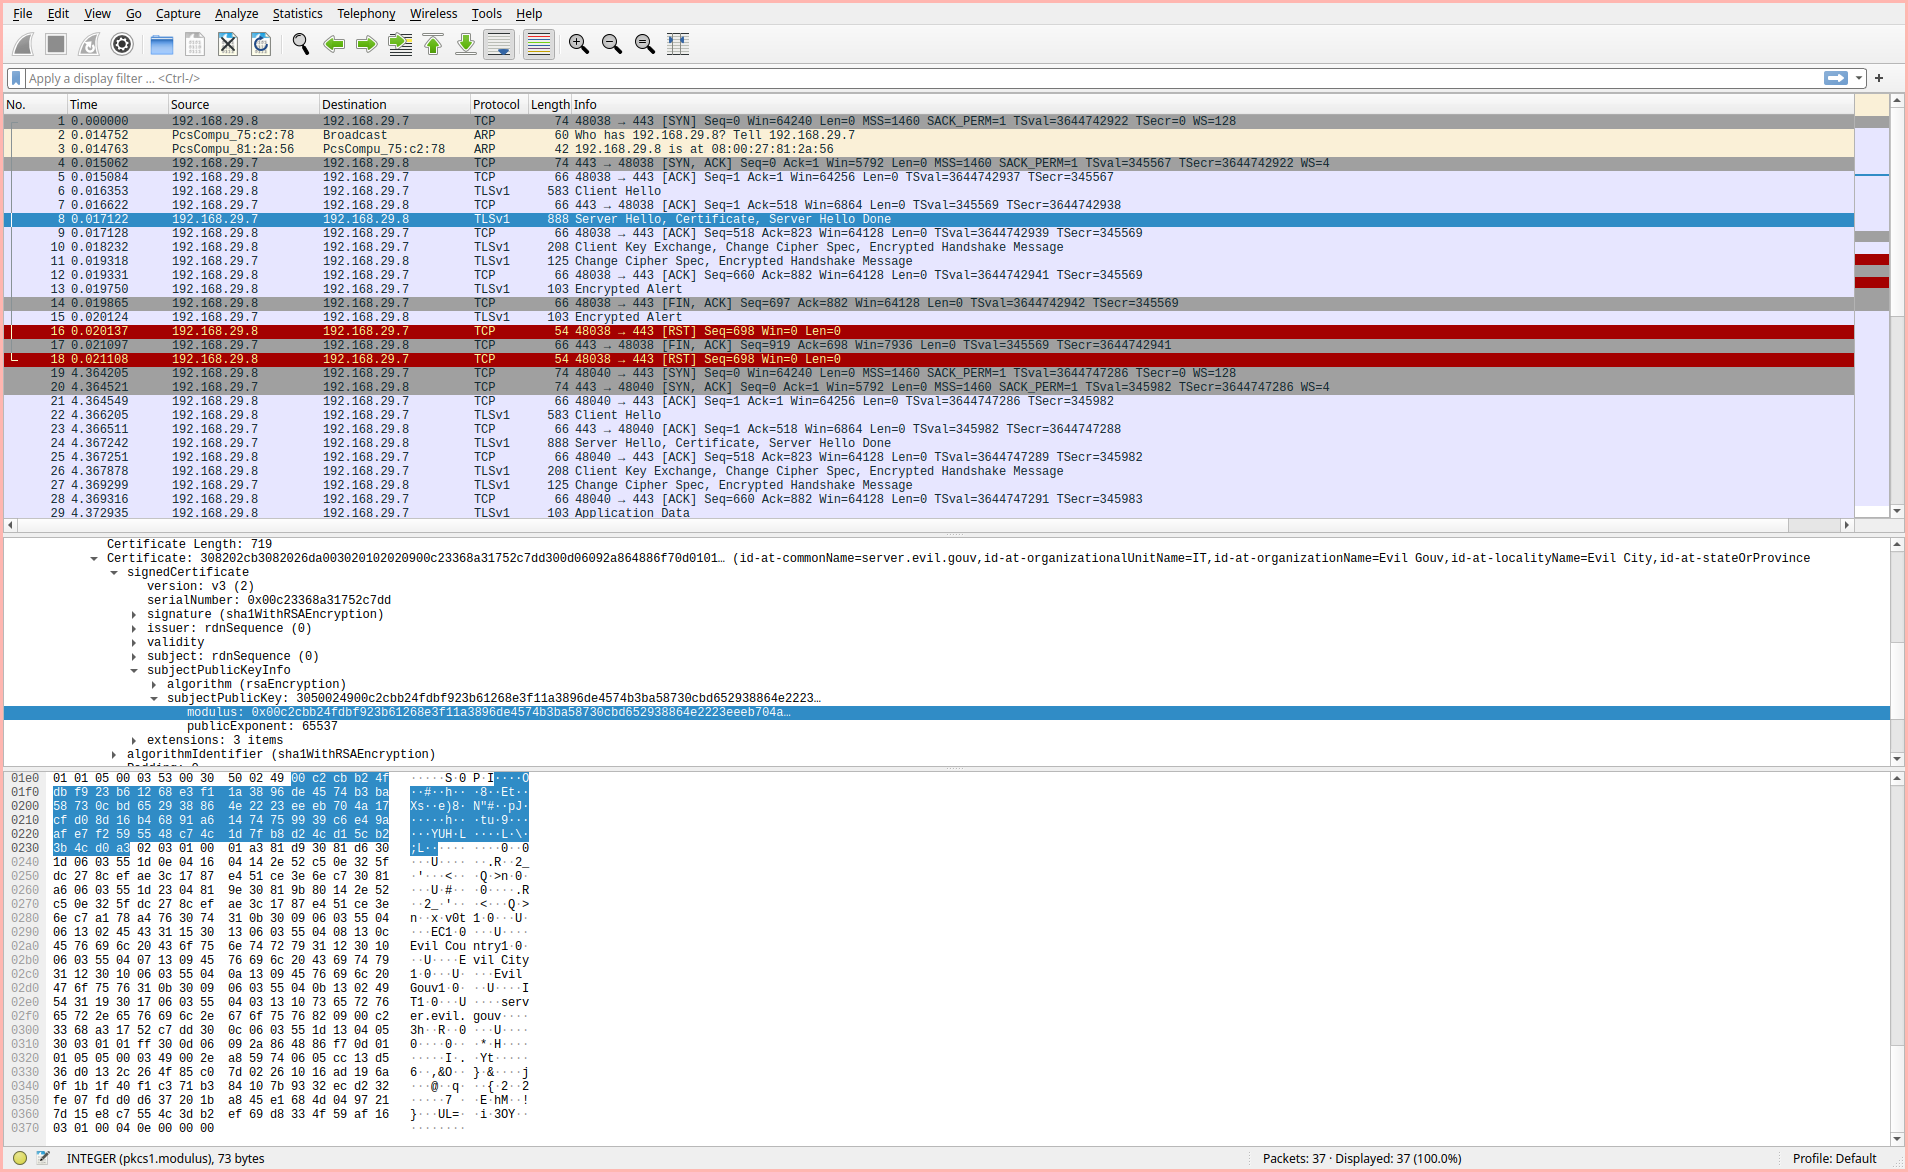 File Edit View Go Capture Analyze Statistics Telephony Wireless Tools Help
Apply a display filter ... <Ctrl-/>
No. Time Source Destination Protocol Length Info
1 0.000000 192.168.29.8 192.168.29.7 TCP 74 48038 → 443 [SYN] Seq=0 Win=64240 Len=0 MSS=1460 SACK_PERM=1 TSval=3644742922 TSecr=0 WS=128
2 0.014752 PcsCompu_75:c2:78 Broadcast ARP 60 Who has 192.168.29.8? Tell 192.168.29.7
3 0.014763 PcsCompu_81:2a:56 PcsCompu_75:c2:78 ARP 42 192.168.29.8 is at 08:00:27:81:2a:56
4 0.015062 192.168.29.7 192.168.29.8 TCP 74 443 → 48038 [SYN, ACK] Seq=0 Ack=1 Win=5792 Len=0 MSS=1460 SACK_PERM=1 TSval=345567 TSecr=3644742922 WS=4
5 0.015084 192.168.29.8 192.168.29.7 TCP 66 48038 → 443 [ACK] Seq=1 Ack=1 Win=64256 Len=0 TSval=3644742937 TSecr=345567
6 0.016353 192.168.29.8 192.168.29.7 TLSv1 583 Client Hello
7 0.016622 192.168.29.7 192.168.29.8 TCP 66 443 → 48038 [ACK] Seq=1 Ack=518 Win=6864 Len=0 TSval=345569 TSecr=3644742938
8 0.017122 192.168.29.7 192.168.29.8 TLSv1 888 Server Hello, Certificate, Server Hello Done
9 0.017128 192.168.29.8 192.168.29.7 TCP 66 48038 → 443 [ACK] Seq=518 Ack=823 Win=64128 Len=0 TSval=3644742939 TSecr=345569
10 0.018232 192.168.29.8 192.168.29.7 TLSv1 208 Client Key Exchange, Change Cipher Spec, Encrypted Handshake Message
11 0.019318 192.168.29.7 192.168.29.8 TLSv1 125 Change Cipher Spec, Encrypted Handshake Message
12 0.019331 192.168.29.8 192.168.29.7 TCP 66 48038 → 443 [ACK] Seq=660 Ack=882 Win=64128 Len=0 TSval=3644742941 TSecr=345569
13 0.019750 192.168.29.8 192.168.29.7 TLSv1 103 Encrypted Alert
14 0.019865 192.168.29.8 192.168.29.7 TCP 66 48038 → 443 [FIN, ACK] Seq=697 Ack=882 Win=64128 Len=0 TSval=3644742942 TSecr=345569
15 0.020124 192.168.29.7 192.168.29.8 TLSv1 103 Encrypted Alert
16 0.020137 192.168.29.8 192.168.29.7 TCP 54 48038 → 443 [RST] Seq=698 Win=0 Len=0
17 0.021097 192.168.29.7 192.168.29.8 TCP 66 443 → 48038 [FIN, ACK] Seq=919 Ack=698 Win=7936 Len=0 TSval=345569 TSecr=3644742941
18 0.021108 192.168.29.8 192.168.29.7 TCP 54 48038 → 443 [RST] Seq=698 Win=0 Len=0
19 4.364205 192.168.29.8 192.168.29.7 TCP 74 48040 → 443 [SYN] Seq=0 Win=64240 Len=0 MSS=1460 SACK_PERM=1 TSval=3644747286 TSecr=0 WS=128
20 4.364521 192.168.29.7 192.168.29.8 TCP 74 443 → 48040 [SYN, ACK] Seq=0 Ack=1 Win=5792 Len=0 MSS=1460 SACK_PERM=1 TSval=345982 TSecr=3644747286 WS=4
21 4.364549 192.168.29.8 192.168.29.7 TCP 66 48040 → 443 [ACK] Seq=1 Ack=1 Win=64256 Len=0 TSval=3644747286 TSecr=345982
22 4.366205 192.168.29.8 192.168.29.7 TLSv1 583 Client Hello
23 4.366511 192.168.29.7 192.168.29.8 TCP 66 443 → 48040 [ACK] Seq=1 Ack=518 Win=6864 Len=0 TSval=345982 TSecr=3644747288
24 4.367242 192.168.29.7 192.168.29.8 TLSv1 888 Server Hello, Certificate, Server Hello Done
25 4.367251 192.168.29.8 192.168.29.7 TCP 66 48040 → 443 [ACK] Seq=518 Ack=823 Win=64128 Len=0 TSval=3644747289 TSecr=345982
26 4.367878 192.168.29.8 192.168.29.7 TLSv1 208 Client Key Exchange, Change Cipher Spec, Encrypted Handshake Message
27 4.369299 192.168.29.7 192.168.29.8 TLSv1 125 Change Cipher Spec, Encrypted Handshake Message
28 4.369316 192.168.29.8 192.168.29.7 TCP 66 48040 → 443 [ACK] Seq=660 Ack=882 Win=64128 Len=0 TSval=3644747291 TSecr=345983
29 4.372935 192.168.29.8 192.168.29.7 TLSv1 103 Application Data
Certificate Length: 719
Certificate: 308202cb3082026da003020102020900c23368a31752c7dd300d06092a864886f70d0101… (id-at-commonName=server.evil.gouv,id-at-organizationalUnitName=IT,id-at-organizationName=Evil Gouv,id-at-localityName=Evil City,id-at-stateOrProvince
signedCertificate
version: v3 (2)
serialNumber: 0x00c23368a31752c7dd
signature (sha1WithRSAEncryption)
issuer: rdnSequence (0)
validity
subject: rdnSequence (0)
subjectPublicKeyInfo
algorithm (rsaEncryption)
subjectPublicKey: 3050024900c2cbb24fdbf923b61268e3f11a3896de4574b3ba58730cbd652938864e2223…
modulus: 0x00c2cbb24fdbf923b61268e3f11a3896de4574b3ba58730cbd652938864e2223eeeb704a…
publicExponent: 65537
extensions: 3 items
algorithmIdentifier (sha1WithRSAEncryption)
01e0 01 01 05 00 03 53 00 30 50 02 49 00 c2 cb b2 4f ·····S·0 P·I····O
01f0 db f9 23 b6 12 68 e3 f1 1a 38 96 de 45 74 b3 ba ··#··h·· ·8··Et··
0200 58 73 0c bd 65 29 38 86 4e 22 23 ee eb 70 4a 17 Xs··e)8· N"#··pJ·
0210 cf d0 8d 16 b4 68 91 a6 14 74 75 99 39 c6 e4 9a ·····h·· ·tu·9···
0220 af e7 f2 59 55 48 c7 4c 1d 7f b8 d2 4c d1 5c b2 ···YUH·L ····L·\·
0230 3b 4c d0 a3 02 03 01 00 01 a3 81 d9 30 81 d6 30 ;L······ ····0··0
0240 1d 06 03 55 1d 0e 04 16 04 14 2e 52 c5 0e 32 5f ···U···· ··.R··2_
0250 dc 27 8c ef ae 3c 17 87 e4 51 ce 3e 6e c7 30 81 ·'···<·· ·Q·>n·0·
0260 a6 06 03 55 1d 23 04 81 9e 30 81 9b 80 14 2e 52 ···U·#·· ·0····.R
0270 c5 0e 32 5f dc 27 8c ef ae 3c 17 87 e4 51 ce 3e ··2_·'·· ·<···Q·>
0280 6e c7 a1 78 a4 76 30 74 31 0b 30 09 06 03 55 04 n··x·v0t 1·0···U·
0290 06 13 02 45 43 31 15 30 13 06 03 55 04 08 13 0c ···EC1·0 ···U····
02a0 45 76 69 6c 20 43 6f 75 6e 74 72 79 31 12 30 10 Evil Cou ntry1·0·
02b0 06 03 55 04 07 13 09 45 76 69 6c 20 43 69 74 79 ··U····E vil City
02c0 31 12 30 10 06 03 55 04 0a 13 09 45 76 69 6c 20 1·0···U· ···Evil
02d0 47 6f 75 76 31 0b 30 09 06 03 55 04 0b 13 02 49 Gouv1·0· ··U····I
02e0 54 31 19 30 17 06 03 55 04 03 13 10 73 65 72 76 T1·0···U ····serv
02f0 65 72 2e 65 76 69 6c 2e 67 6f 75 76 82 09 00 c2 er.evil. gouv····
0300 33 68 a3 17 52 c7 dd 30 0c 06 03 55 1d 13 04 05 3h··R··0 ···U····
0310 30 03 01 01 ff 30 0d 06 09 2a 86 48 86 f7 0d 01 0····0·· ·*·H····
0320 01 05 05 00 03 49 00 2e a8 59 74 06 05 cc 13 d5 ·····I·. ·Yt·····
0330 36 d0 13 2c 26 4f 85 c0 7d 02 26 10 16 ad 19 6a 6··,&O·· }·&····j
0340 0f 1b 1f 40 f1 c3 71 b3 84 10 7b 93 32 ec d2 32 ···@··q· ··{·2··2
0350 fe 07 fd d0 d6 37 20 1b a8 45 e1 68 4d 04 97 21 ·····7 · ·E·hM··!
0360 7d 15 e8 c7 55 4c 3d b2 ef 69 d8 33 4f 59 af 16 }···UL=· ·i·3OY··
0370 03 01 00 04 0e 00 00 00 ········
INTEGER (pkcs1.modulus), 73 bytes Packets: 37 · Displayed: 37 (100.0%) Profile: Default